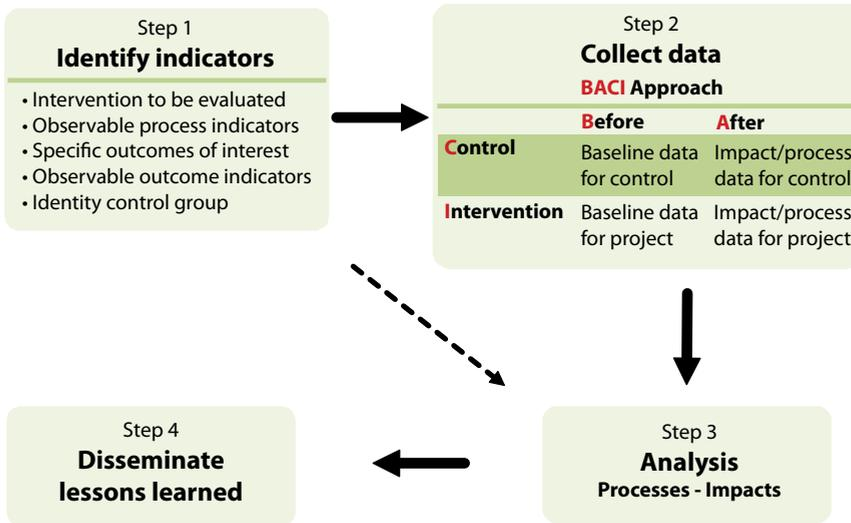 Step 1
Identify indicators
• Intervention to be evaluated
• Observable process indicators
• Specific outcomes of interest
• Observable outcome indicators
• Identity control group
Step 2
Collect data
BACI Approach
Before After
Control
Baseline data Impact/process
for control data for control
Intervention
Baseline data Impact/process
for project data for project
Step 3
Analysis
Processes - Impacts
Step 4
Disseminate
lessons learned